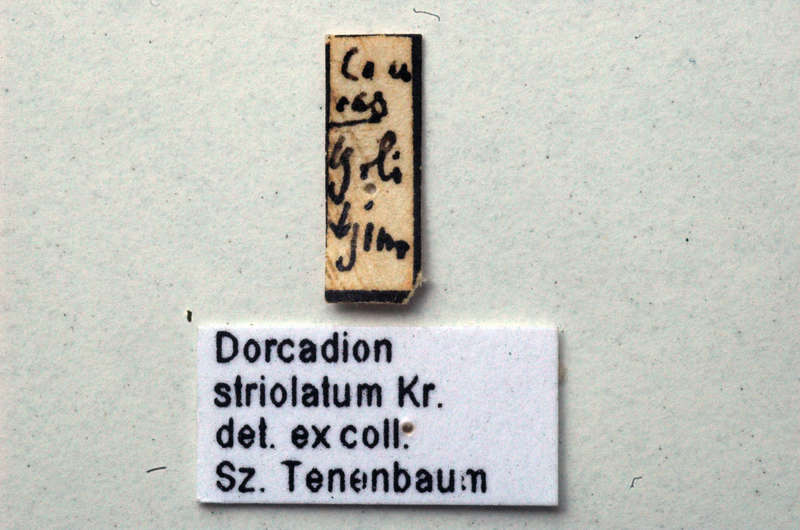 Cau
cas
Dorcadion
striolatum Kr.
det. ex coll.
Sz. Tenenbaum